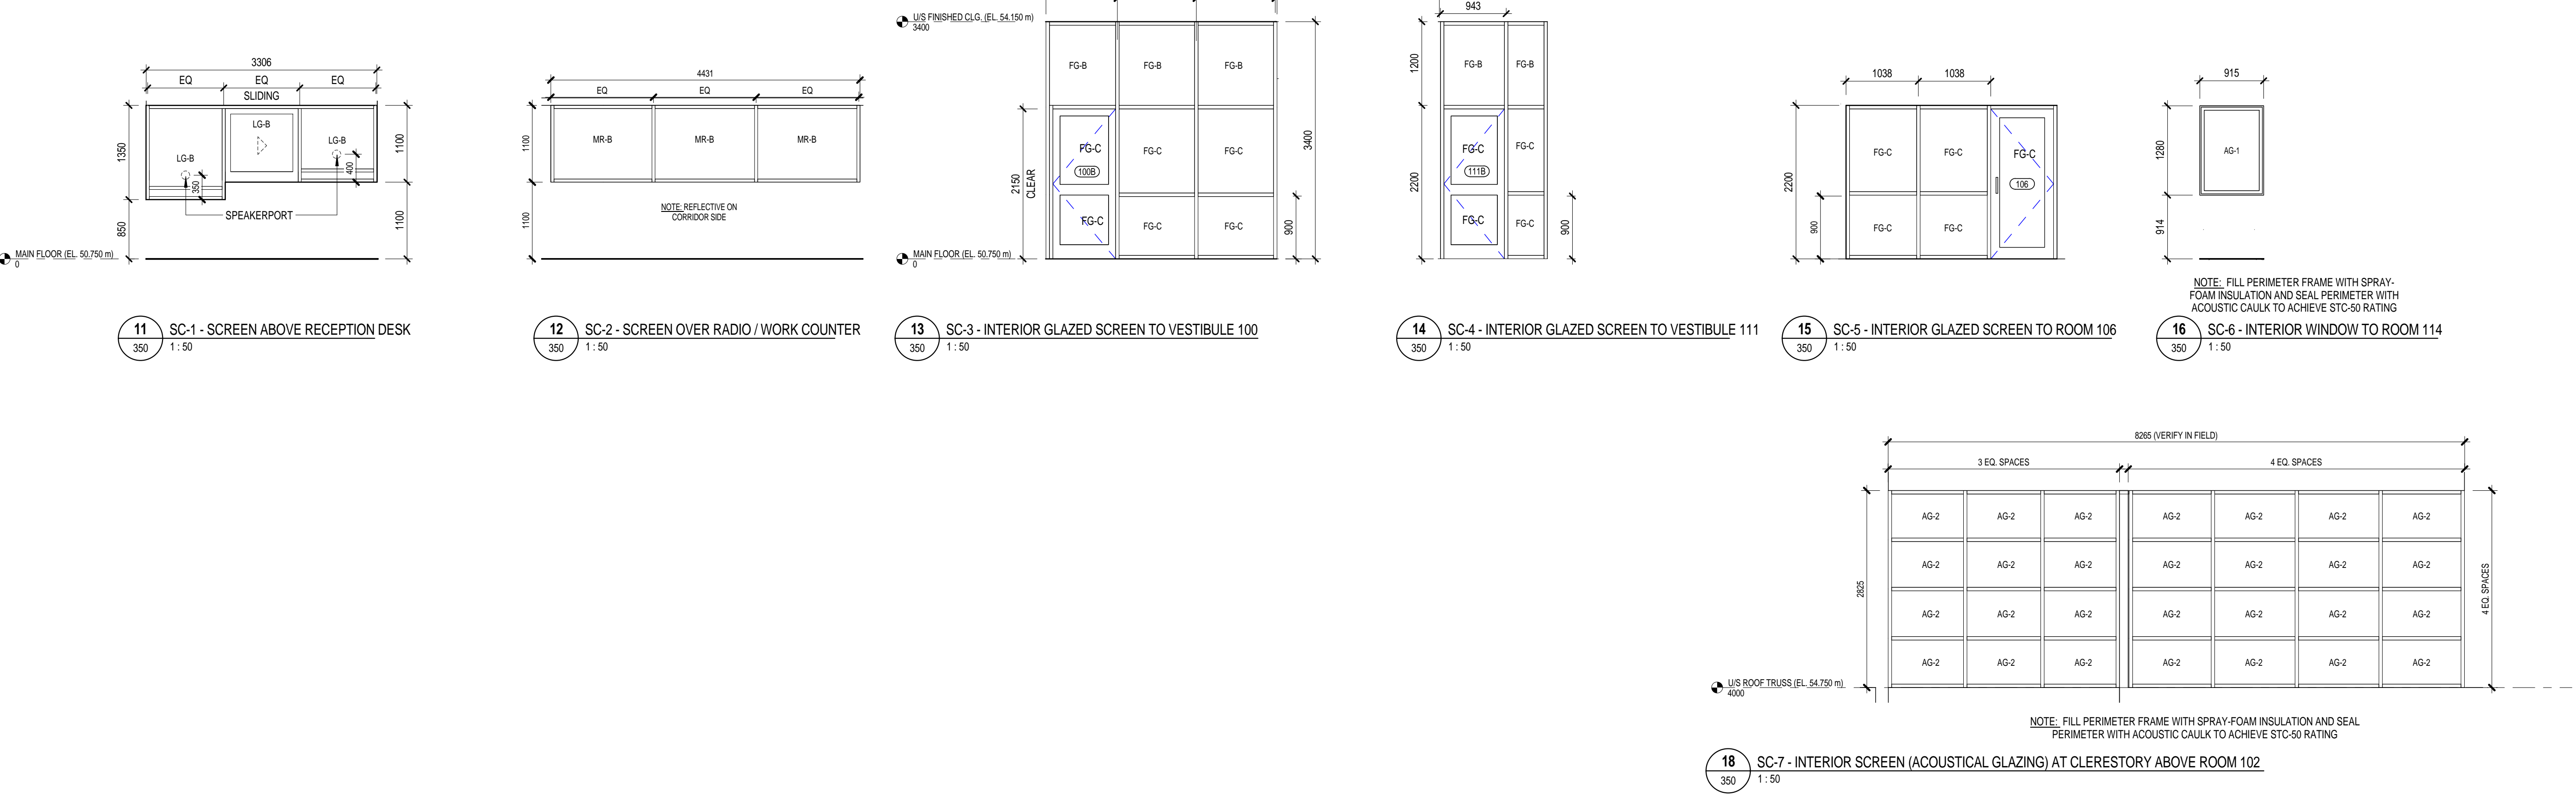 3306
EQ
EQ
EQ
SLIDING
LG-B
LG-B
LG-B
1350
850
350
400
1100
1100
SPEAKERPORT
MAIN FLOOR (EL. 50.750 m)
0
11
350
SC-1 - SCREEN ABOVE RECEPTION DESK
1 : 50
4431
EQ
EQ
EQ
MR-B
MR-B
MR-B
1100
1100
NOTE: REFLECTIVE ON
CORRIDOR SIDE
12
350
SC-2 - SCREEN OVER RADIO / WORK COUNTER
1 : 50
U/S FINISHED CLG. (EL. 54.150 m)
3400
FG-B
FG-B
FG-B
FG-C
100B
FG-C
FG-C
FG-C
FG-C
FG-C
2150
CLEAR
3400
900
MAIN FLOOR (EL. 50.750 m)
0
13
350
SC-3 - INTERIOR GLAZED SCREEN TO VESTIBULE 100
1 : 50
943
1200
2200
FG-B
FG-B
FG-C
111B
FG-C
FG-C
FG-C
900
14
350
SC-4 - INTERIOR GLAZED SCREEN TO VESTIBULE 111
1 : 50
1038
1038
2200
900
FG-C
FG-C
FG-C
106
FG-C
FG-C
15
350
SC-5 - INTERIOR GLAZED SCREEN TO ROOM 106
1 : 50
915
1280
914
AG-1
NOTE: FILL PERIMETER FRAME WITH SPRAY-
FOAM INSULATION AND SEAL PERIMETER WITH
ACOUSTIC CAULK TO ACHIEVE STC-50 RATING
16
350
SC-6 - INTERIOR WINDOW TO ROOM 114
1 : 50
8265 (VERIFY IN FIELD)
3 EQ. SPACES
4 EQ. SPACES
AG-2 AG-2 AG-2 AG-2 AG-2 AG-2 AG-2
AG-2 AG-2 AG-2 AG-2 AG-2 AG-2 AG-2
AG-2 AG-2 AG-2 AG-2 AG-2 AG-2 AG-2
AG-2 AG-2 AG-2 AG-2 AG-2 AG-2 AG-2
2825
4 EQ. SPACES
U/S ROOF TRUSS (EL. 54.750 m)
4000
NOTE: FILL PERIMETER FRAME WITH SPRAY-FOAM INSULATION AND SEAL
PERIMETER WITH ACOUSTIC CAULK TO ACHIEVE STC-50 RATING
18
350
SC-7 - INTERIOR SCREEN (ACOUSTICAL GLAZING) AT CLERESTORY ABOVE ROOM 102
1 : 50